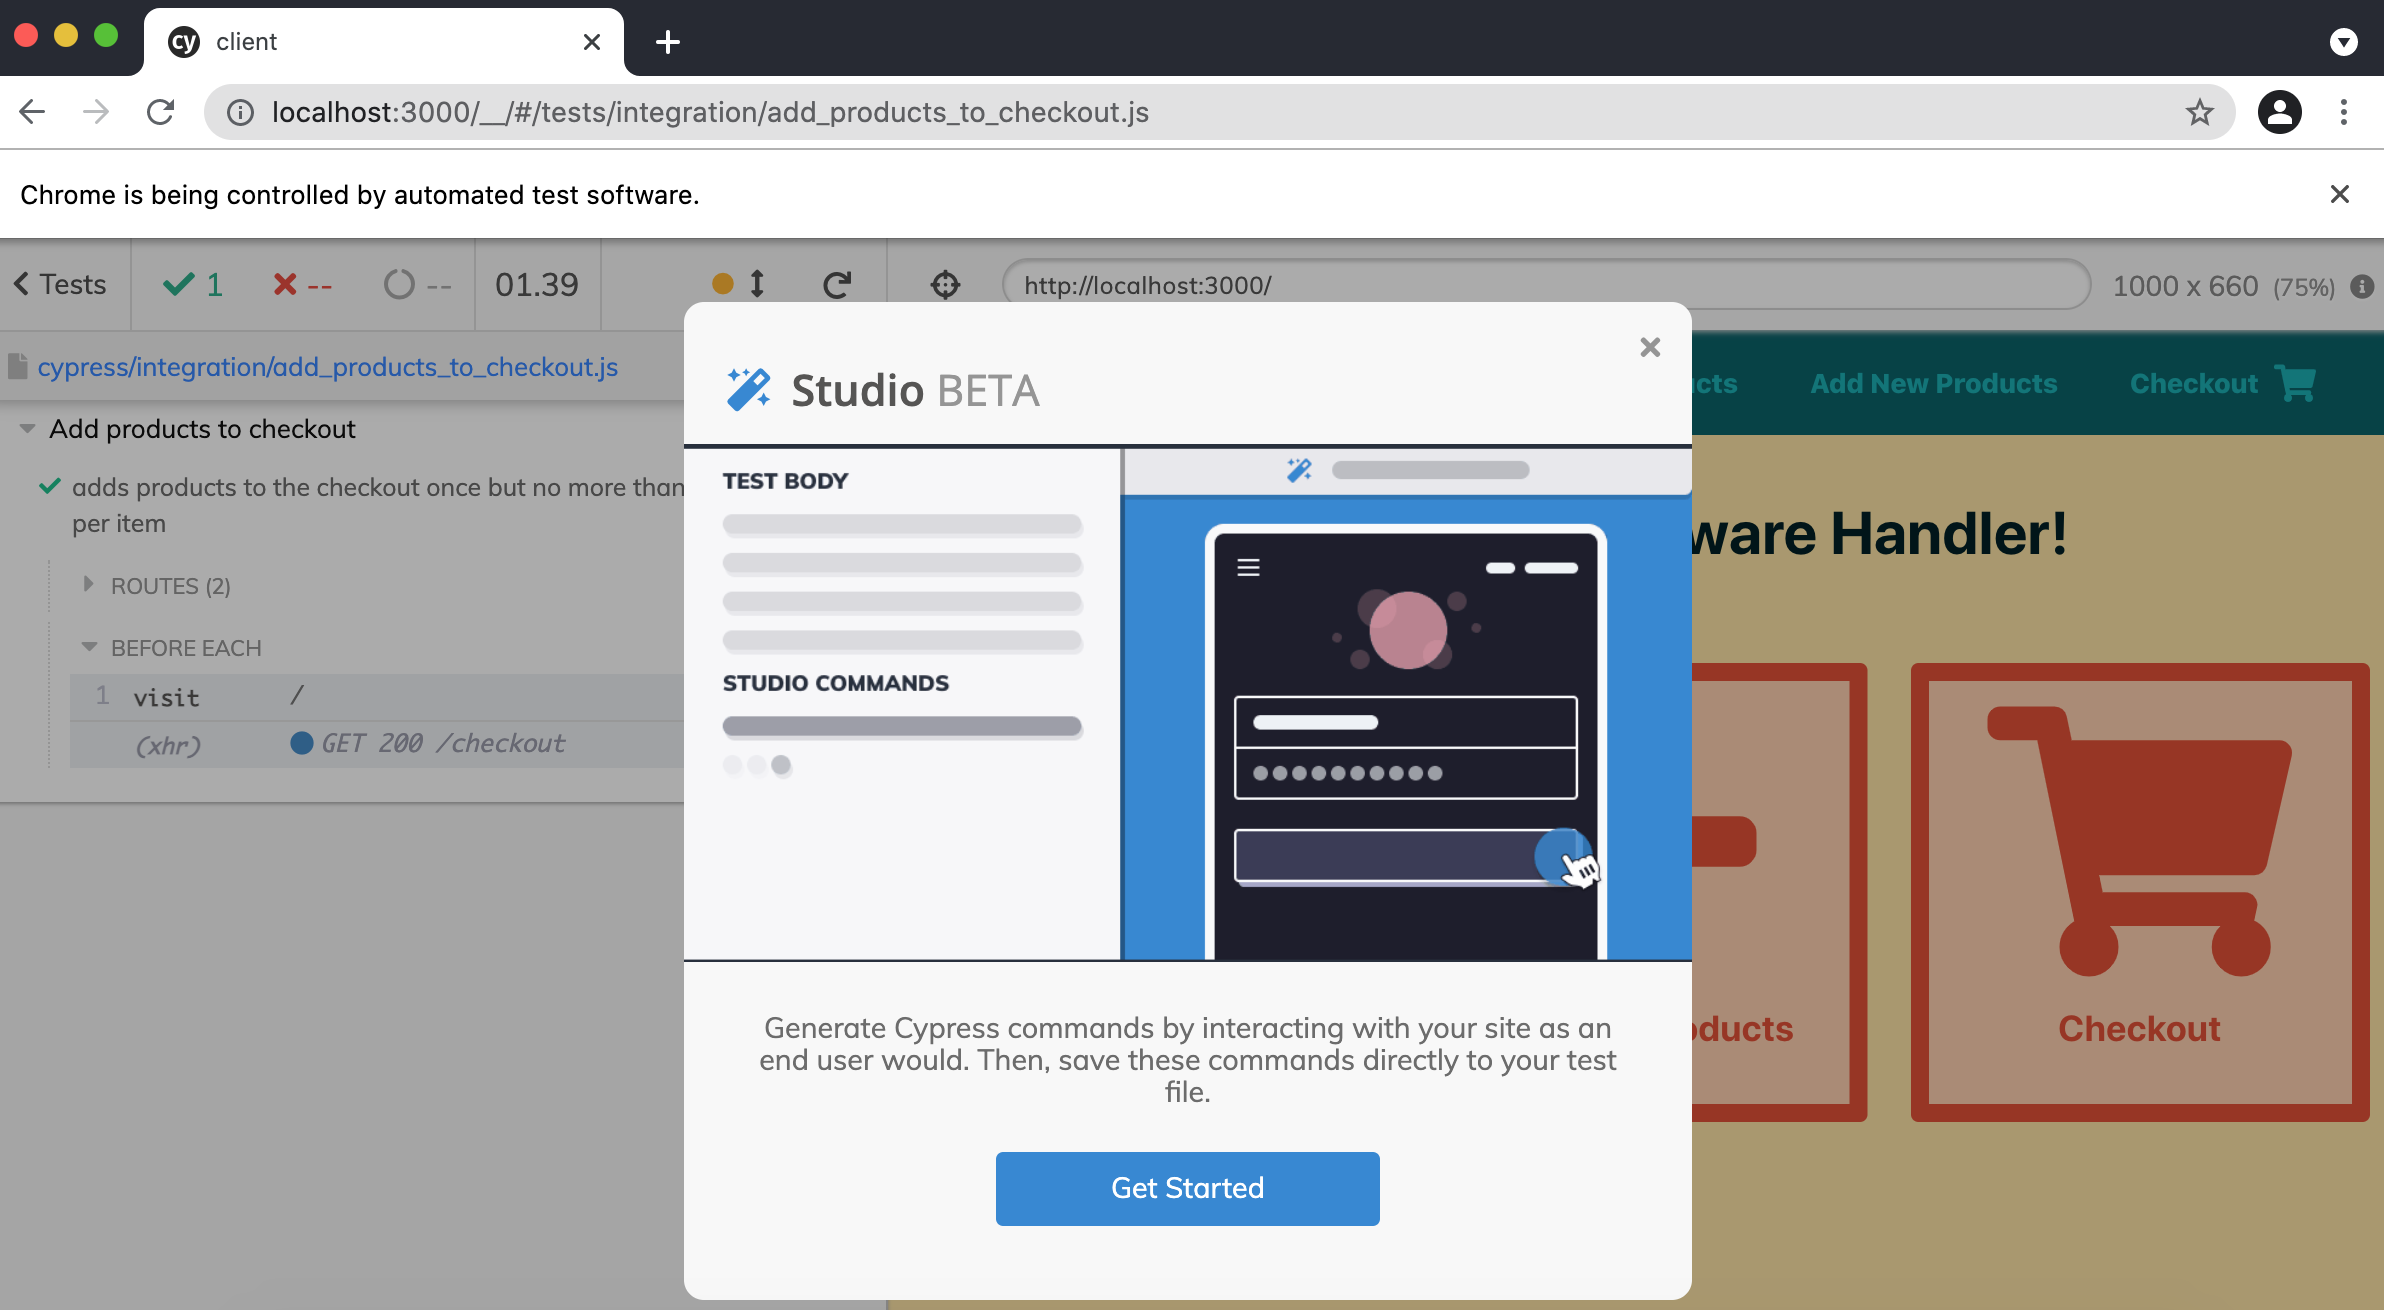 cy client
localhost:3000/__/#/tests/integration/add_products_to_checkout.js
Chrome is being controlled by automated test software.
Tests 1 -- -- 01.39 http://localhost:3000/ 1000 x 660 (75%)
cypress/integration/add_products_to_checkout.js
Add products to checkout
adds products to the checkout once but no more than
per item
ROUTES (2)
BEFORE EACH
1 visit /
(xhr) GET 200 /checkout
Studio BETA
TEST BODY
STUDIO COMMANDS
Generate Cypress commands by interacting with your site as an
end user would. Then, save these commands directly to your test
file.
Get Started
Add New Products Checkout
Handler!
Checkout